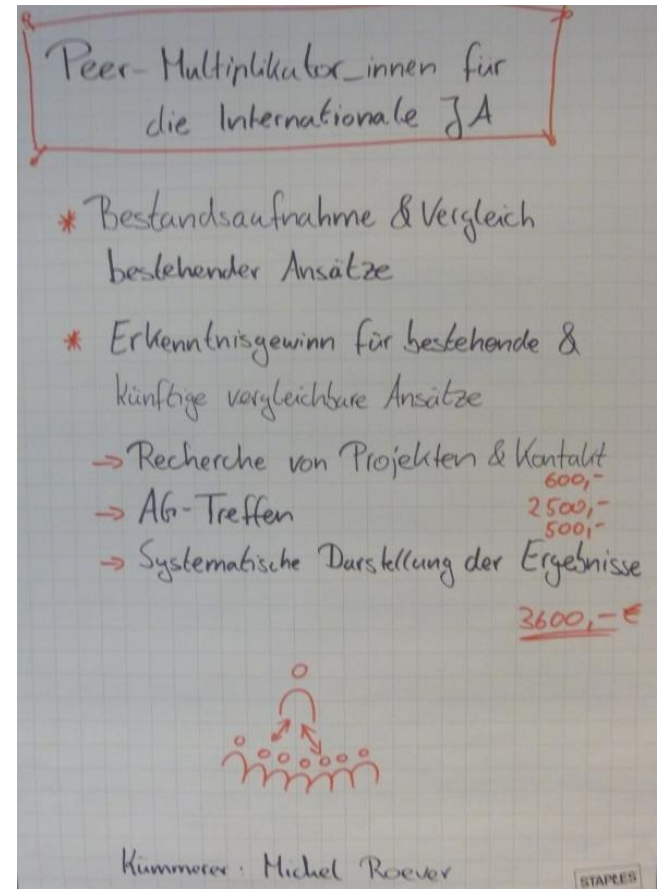 Peer-Multiplikator_innen für
die Internationale JA
* Bestandsaufnahme & Vergleich
bestehender Ansätze
* Erkenntnisgewinn für bestehende &
künftige vergleichbare Ansätze
→ Recherche von Projekten & Kontakt
600,-
→ AG-Treffen 2500,-
500,-
→ Systematische Darstellung der Ergebnisse
3600,-€
Kümmerer: Michel Roever
STAPLES